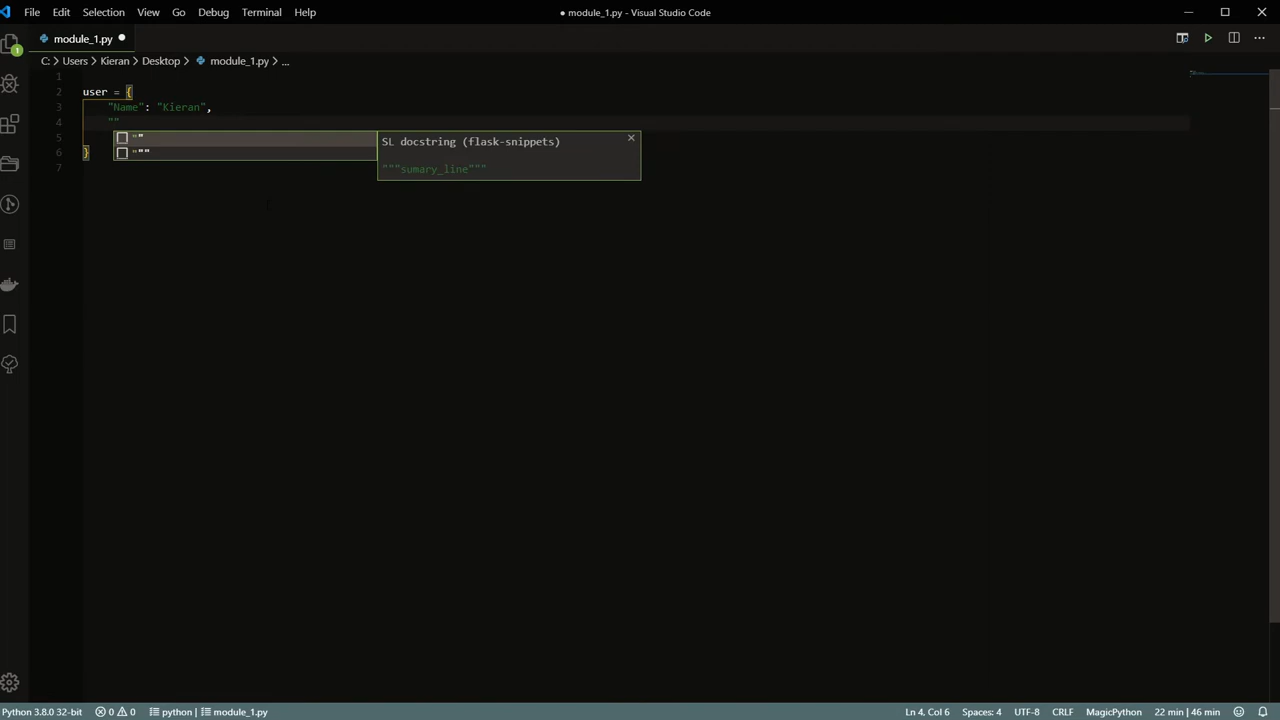 File Edit Selection View Go Debug Terminal Help
● module_1.py - Visual Studio Code
module_1.py ●
C: > Users > Kieran > Desktop > module_1.py > ...
1
2 user = {
3 "Name": "Kieran",
4 ""
5
6 }
7
""
"""
SL docstring (flask-snippets)
"""sumary_line"""
1
Python 3.8.0 32-bit 0 0 python | module_1.py Ln 4, Col 6 Spaces: 4 UTF-8 CRLF MagicPython 22 min | 46 min